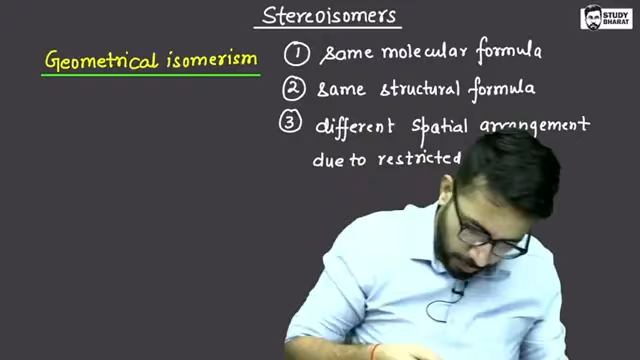 Stereoisomers
STUDY
BHARAT
Geometrical isomerism
1 same molecular formula
2 same structural formula
3 different spatial arrangement
due to restricted